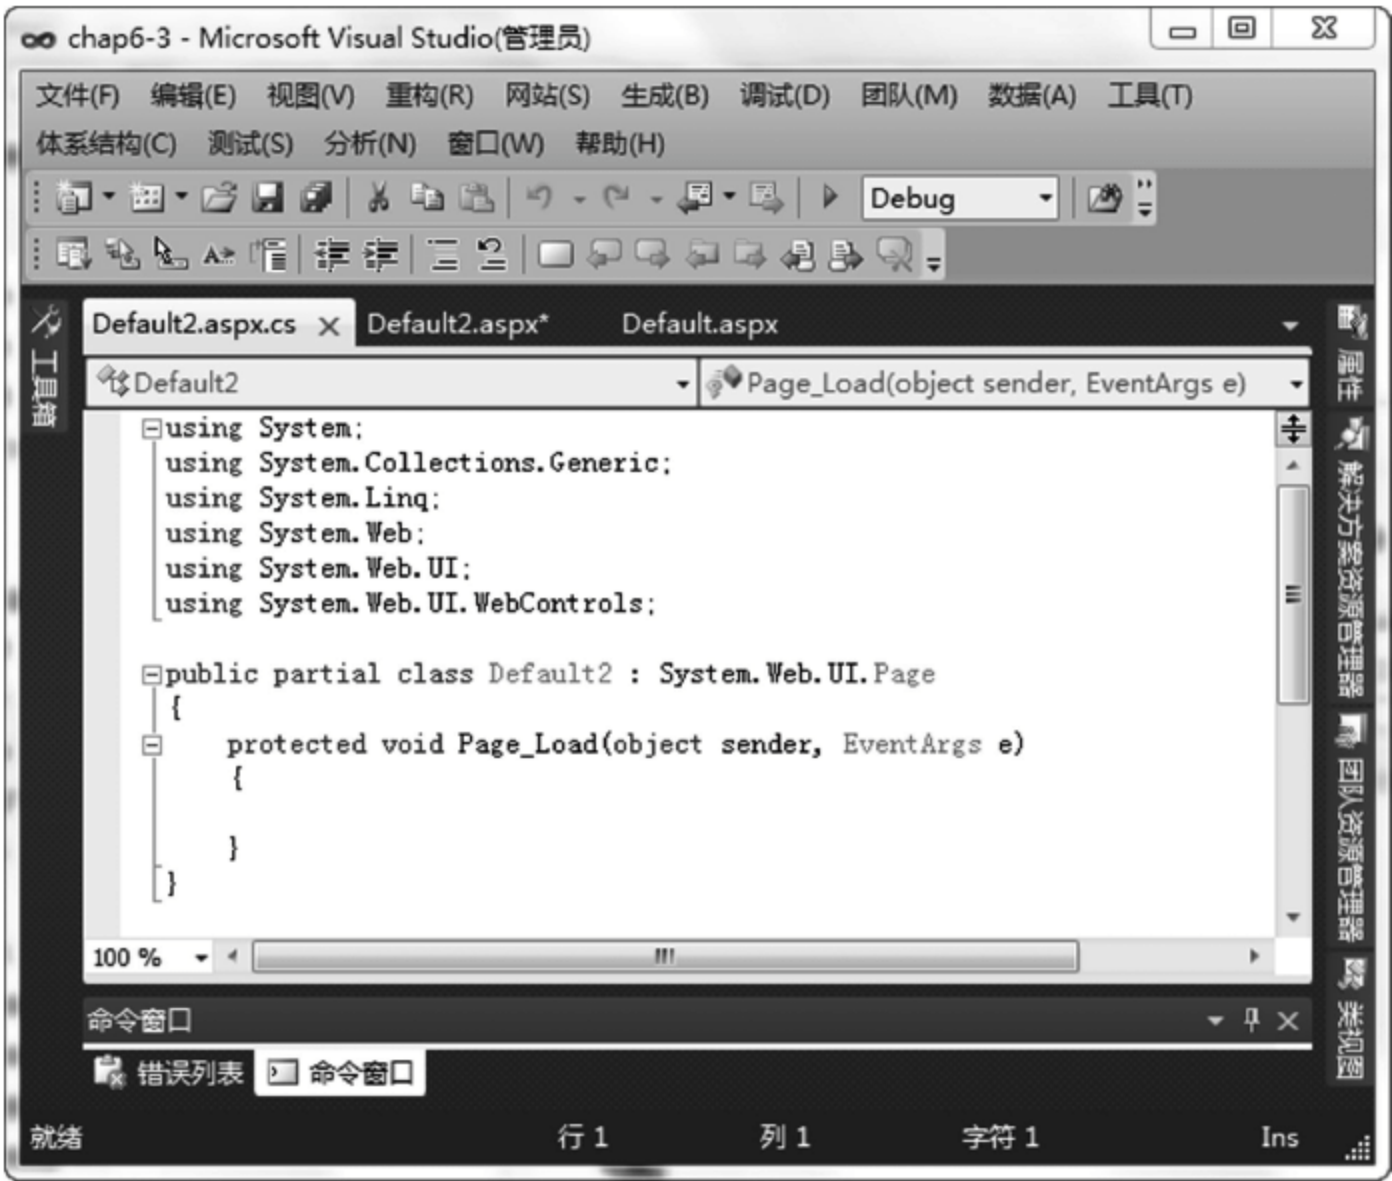 chap6-3 - Microsoft Visual Studio(管理员)
文件(F) 编辑(E) 视图(V) 重构(R) 网站(S) 生成(B) 调试(D) 团队(M) 数据(A) 工具(T)
体系结构(C) 测试(S) 分析(N) 窗口(W) 帮助(H)
Debug
工具箱
Default2.aspx.cs Default2.aspx* Default.aspx
Default2 Page_Load(object sender, EventArgs e)
using System;
using System.Collections.Generic;
using System.Linq;
using System.Web;
using System.Web.UI;
using System.Web.UI.WebControls;
public partial class Default2 : System.Web.UI.Page
{
protected void Page_Load(object sender, EventArgs e)
{
}
}
100 %
属性
解决方案资源管理器
团队资源管理器
类视图
命令窗口
错误列表 命令窗口
就绪 行 1 列 1 字符 1 Ins